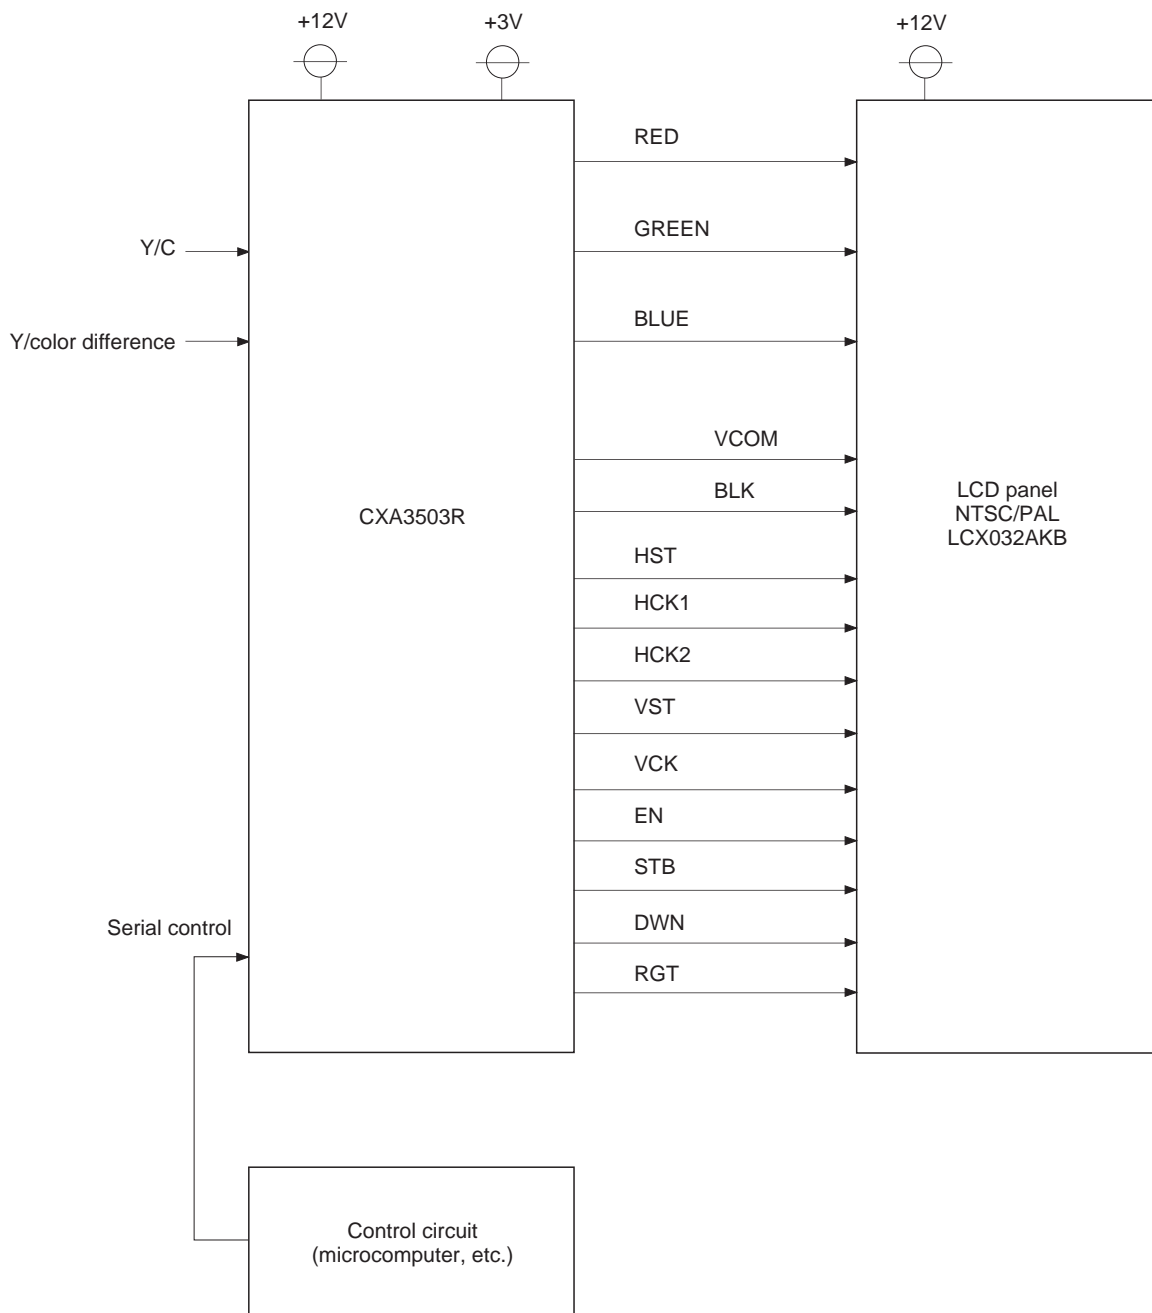 +12V
+3V
+12V
RED
GREEN
Y/C
BLUE
Y/color difference
VCOM
BLK
CXA3503R
LCD panel
NTSC/PAL
LCX032AKB
HST
HCK1
HCK2
VST
VCK
EN
STB
DWN
Serial control
RGT
Control circuit
(microcomputer, etc.)